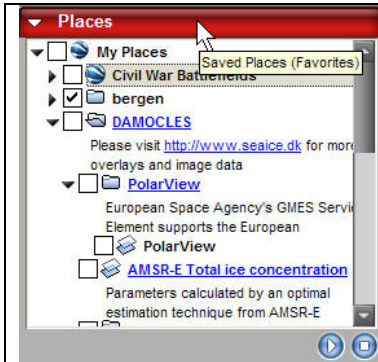 Places
My Places
Saved Places (Favorites)
Civil War Battlefields
bergen
DAMOCLES
Please visit http://www.seaice.dk for more
overlays and image data
PolarView
European Space Agency's GMES
Element supports the European
PolarView
AMSR-E Total ice concentration
Parameters calculated by an optimal
estimation technique from AMSR-E